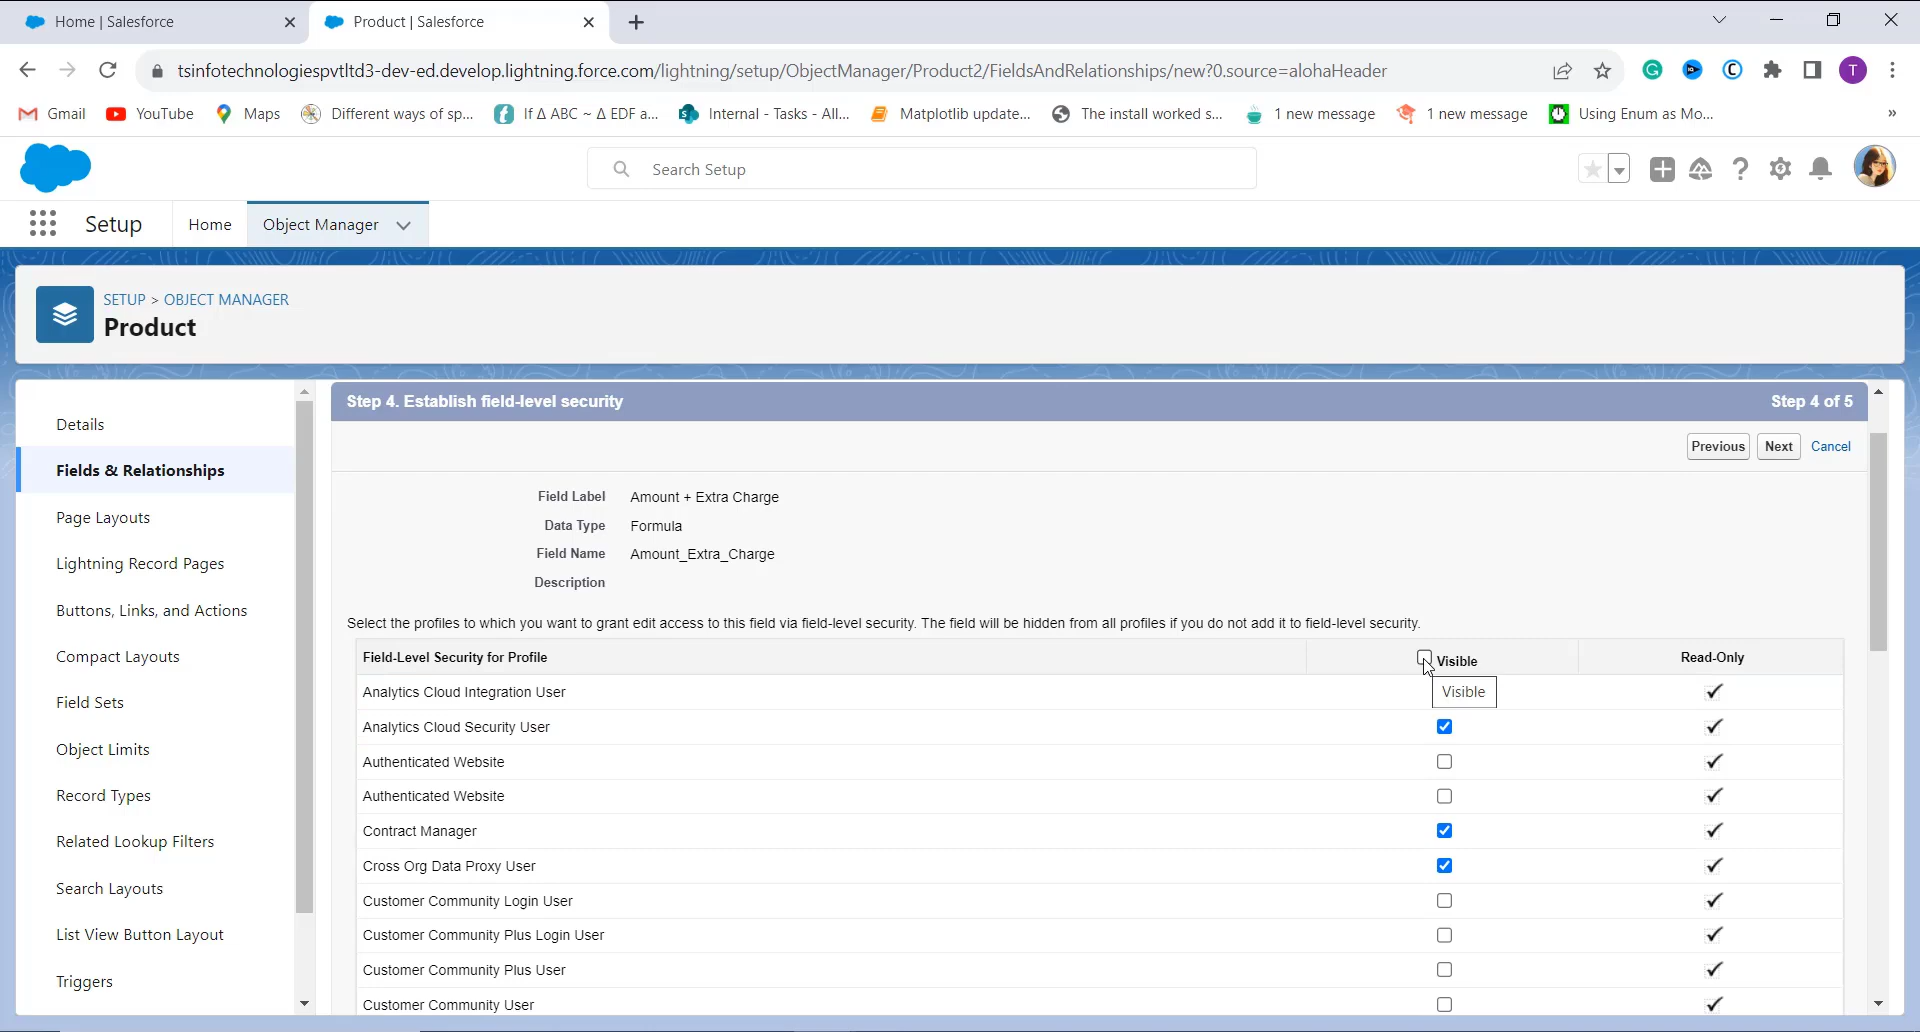 Home | Salesforce
Product | Salesforce
tsinfotechnologiespvtltd3-dev-ed.develop.lightning.force.com/lightning/setup/ObjectManager/Product2/FieldsAndRelationships/new?0.source=alohaHeader
T
Gmail
YouTube
Maps
Different ways of sp...
If Δ ABC ~ Δ EDF a...
Internal - Tasks - All...
Matplotlib update...
The install worked s...
1 new message
1 new message
Using Enum as Mo...
»
Search Setup
Setup
Home
Object Manager
SETUP > OBJECT MANAGER
Product
Details
Fields & Relationships
Page Layouts
Lightning Record Pages
Buttons, Links, and Actions
Compact Layouts
Field Sets
Object Limits
Record Types
Related Lookup Filters
Search Layouts
List View Button Layout
Triggers
Step 4. Establish field-level security
Step 4 of 5
Previous
Next
Cancel
Field Label Amount + Extra Charge
Data Type Formula
Field Name Amount_Extra_Charge
Description
Select the profiles to which you want to grant edit access to this field via field-level security. The field will be hidden from all profiles if you do not add it to field-level security.
Field-Level Security for Profile Visible Read-Only
Analytics Cloud Integration User
Visible
Analytics Cloud Security User
Authenticated Website
Authenticated Website
Contract Manager
Cross Org Data Proxy User
Customer Community Login User
Customer Community Plus Login User
Customer Community Plus User
Customer Community User